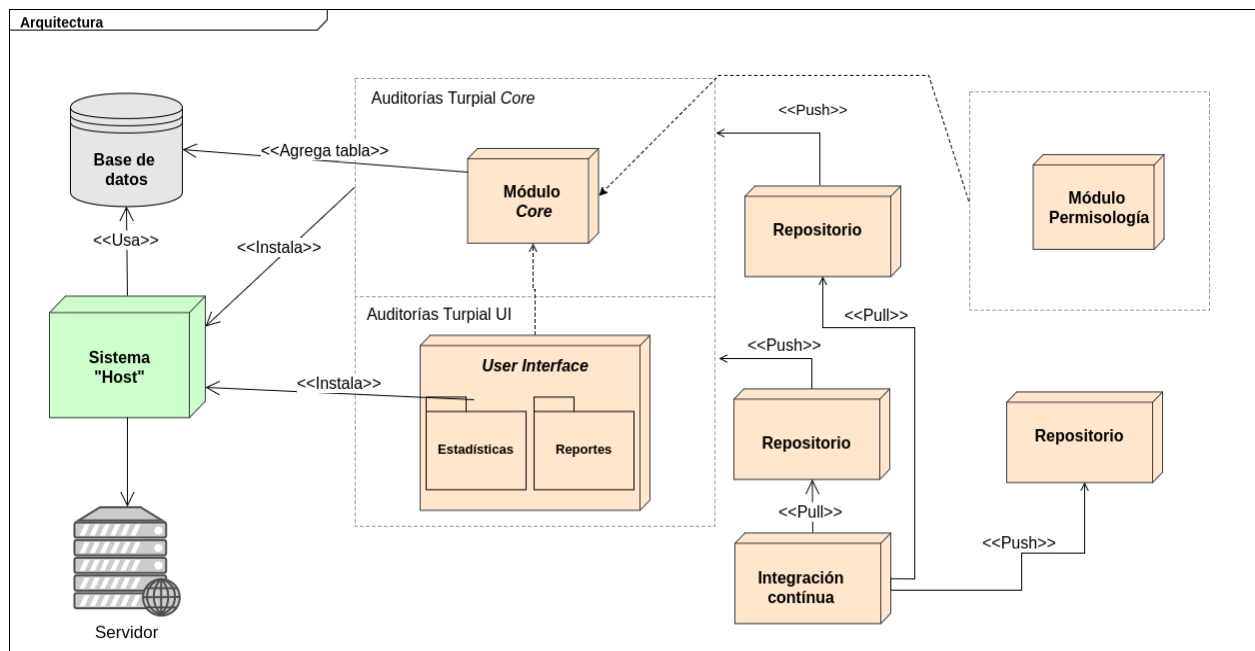 Arquitectura
Auditorías Turpial Core
<<Push>>
Base de
datos
<<Agrega tabla>>
Módulo
Core
Módulo
Permisología
Repositorio
<<Usa>>
<<Instala>>
Auditorías Turpial UI
<<Pull>>
<<Push>>
Sistema
"Host"
User Interface
<<Instala>>
Estadísticas
Reportes
Repositorio
Repositorio
<<Pull>>
<<Push>>
Integración
contínua
Servidor